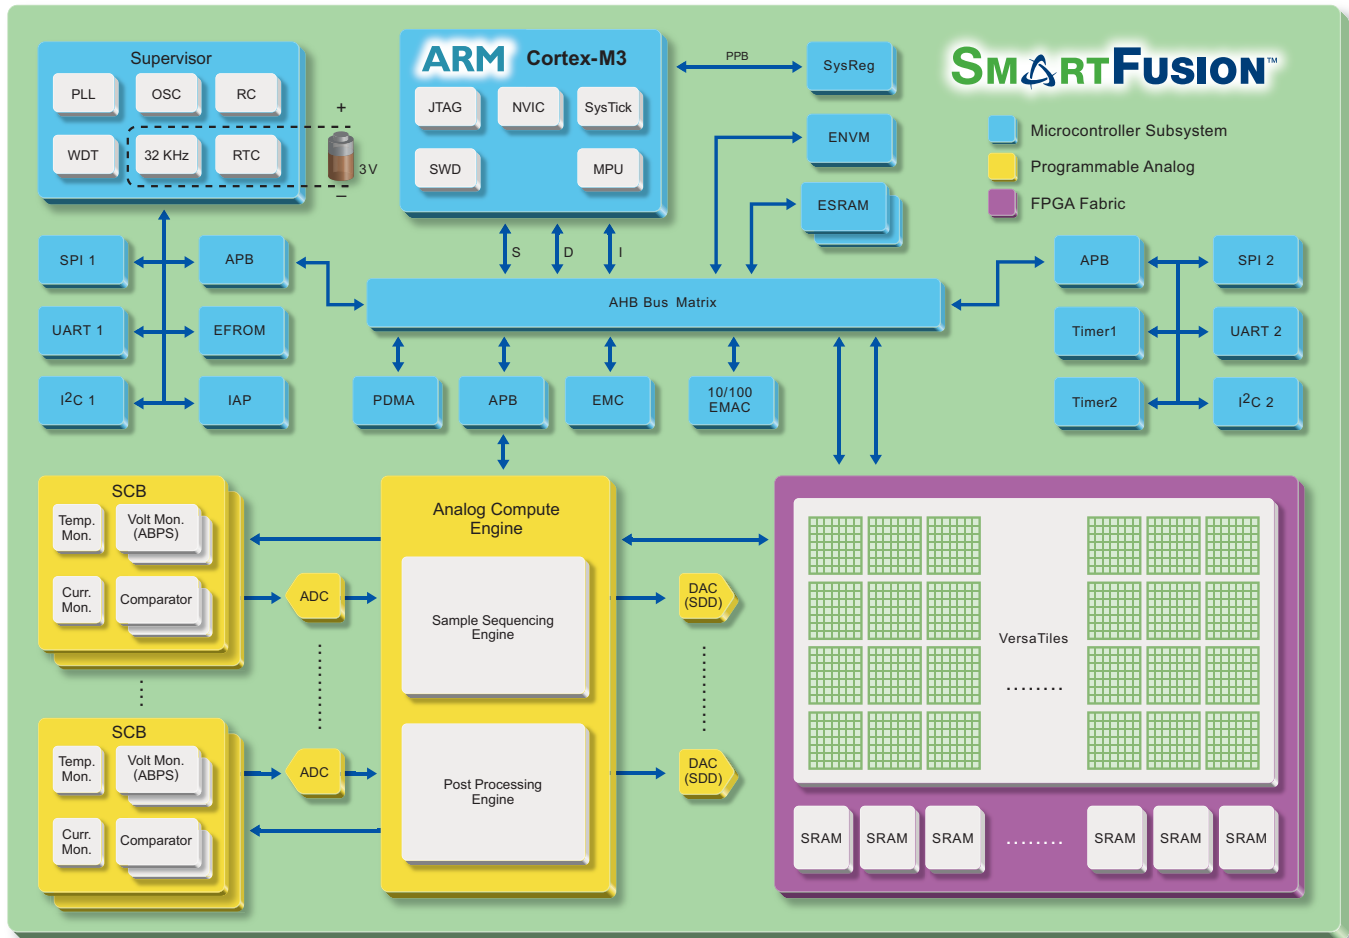 Supervisor
PLL
OSC
RC
WDT
32 KHz
RTC
+
3V
–
ARM Cortex-M3
JTAG
NVIC
SysTick
SWD
MPU
PPB
SysReg
ENVM
ESRAM
SMARTFUSION™
Microcontroller Subsystem
Programmable Analog
FPGA Fabric
S
D
I
SPI 1
APB
UART 1
EFROM
I²C 1
IAP
AHB Bus Matrix
PDMA
APB
EMC
10/100
EMAC
APB
SPI 2
Timer1
UART 2
Timer2
I²C 2
SCB
Temp.
Mon.
Volt Mon.
(ABPS)
Curr.
Mon.
Comparator
ADC
SCB
Temp.
Mon.
Volt Mon.
(ABPS)
Curr.
Mon.
Comparator
ADC
Analog Compute
Engine
Sample Sequencing
Engine
Post Processing
Engine
DAC
(SDD)
DAC
(SDD)
VersaTiles
........
SRAM
SRAM
SRAM
........
SRAM
SRAM
SRAM